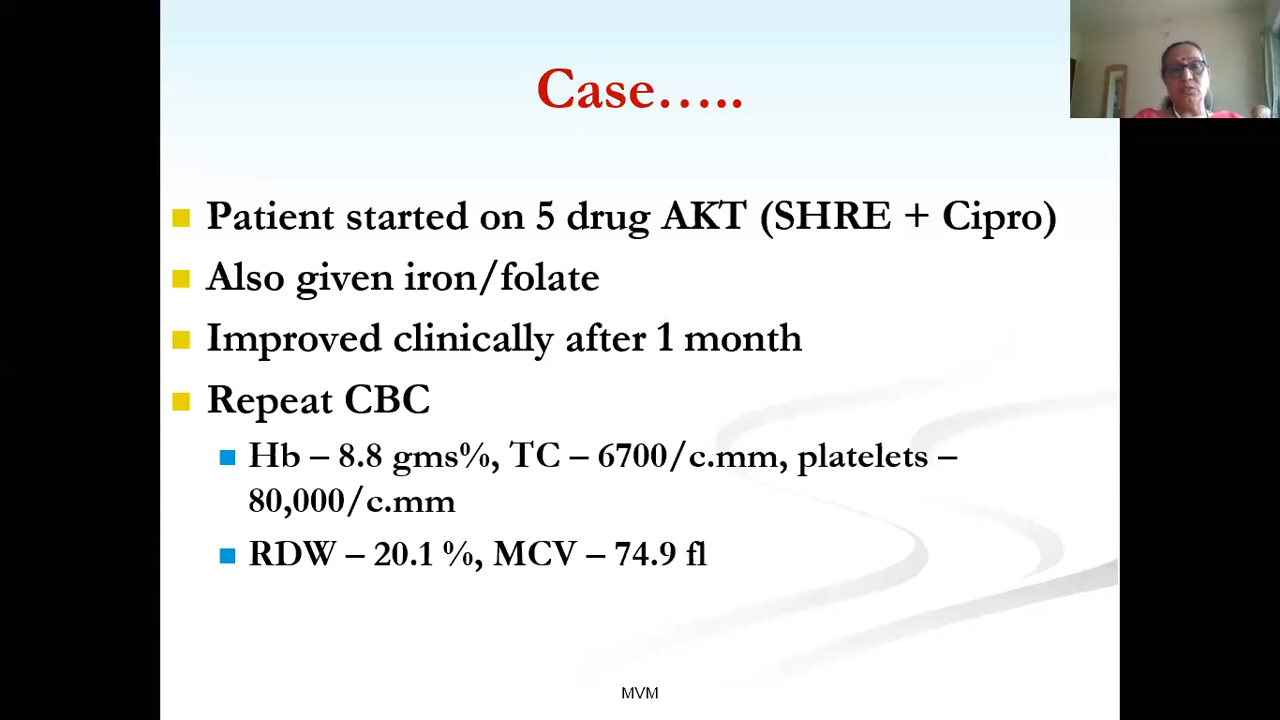 Case.....
Patient started on 5 drug AKT (SHRE + Cipro)
Also given iron/folate
Improved clinically after 1 month
Repeat CBC
Hb – 8.8 gms%, TC – 6700/c.mm, platelets –
80,000/c.mm
RDW – 20.1 %, MCV – 74.9 fl
MVM